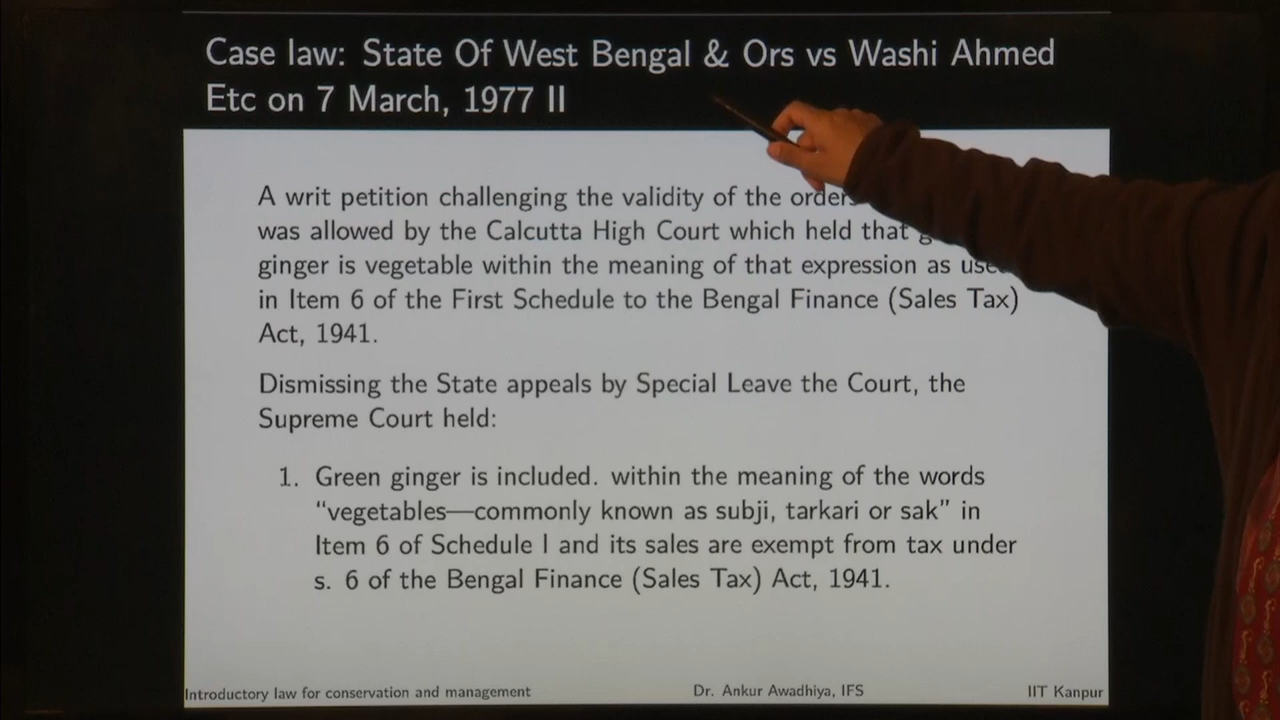 Case law: State Of West Bengal & Ors vs Washi Ahmed
Etc on 7 March, 1977 II
A writ petition challenging the validity of the
was allowed by the Calcutta High Court which held that
ginger is vegetable within the meaning of that expression as
in Item 6 of the First Schedule to the Bengal Finance (Sales Tax)
Act, 1941.
Dismissing the State appeals by Special Leave the Court, the
Supreme Court held:
1. Green ginger is included. within the meaning of the words
“vegetables—commonly known as subji, tarkari or sak” in
Item 6 of Schedule I and its sales are exempt from tax under
s. 6 of the Bengal Finance (Sales Tax) Act, 1941.
Introductory law for conservation and management Dr. Ankur Awadhiya, IFS IIT Kanpur